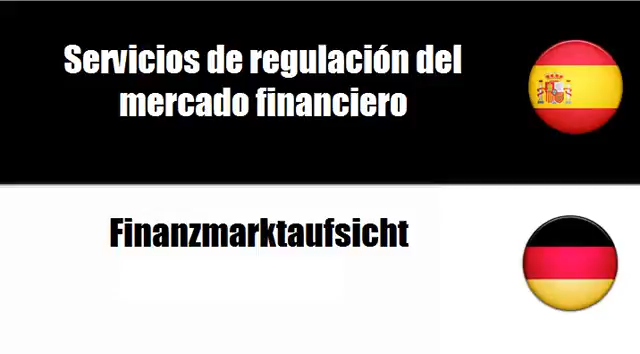 Servicios de regulación del
mercado financiero
Finanzmarktaufsicht